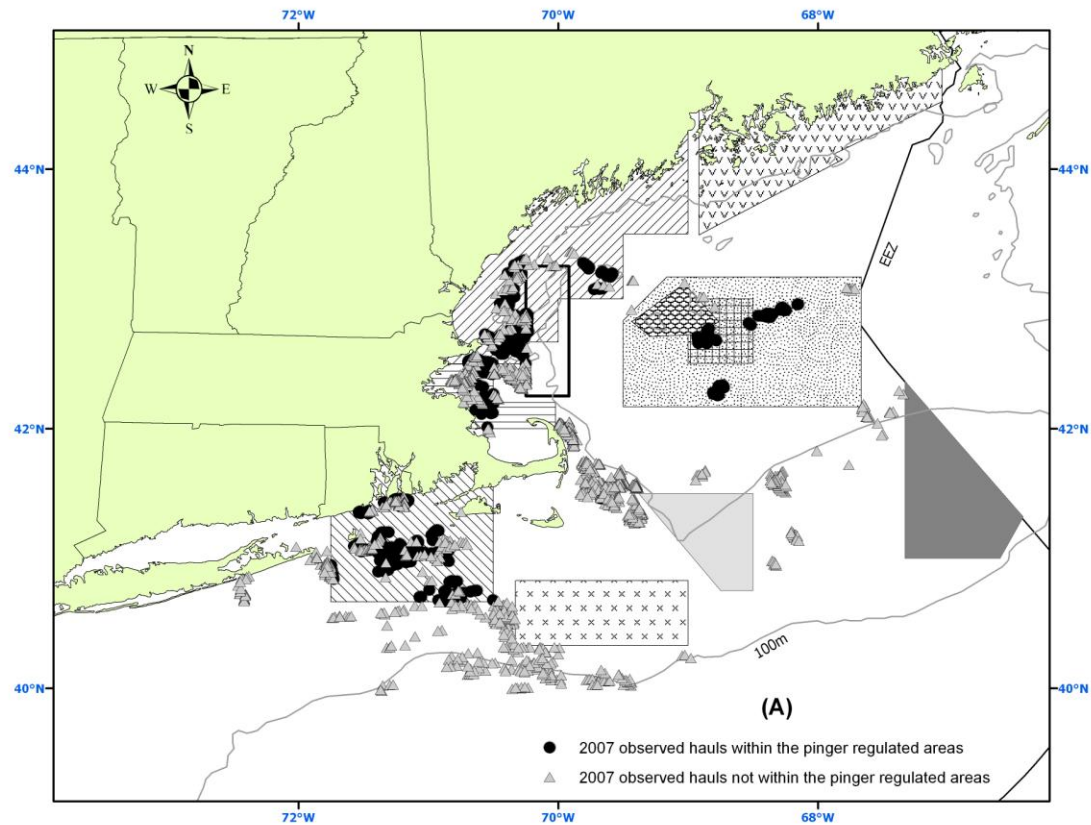 72°W 70°W 68°W
N
W E
S
44°N 44°N
EEZ
42°N 42°N
100m
40°N 40°N
(A)
2007 observed hauls within the pinger regulated areas
2007 observed hauls not within the pinger regulated areas
72°W 70°W 68°W